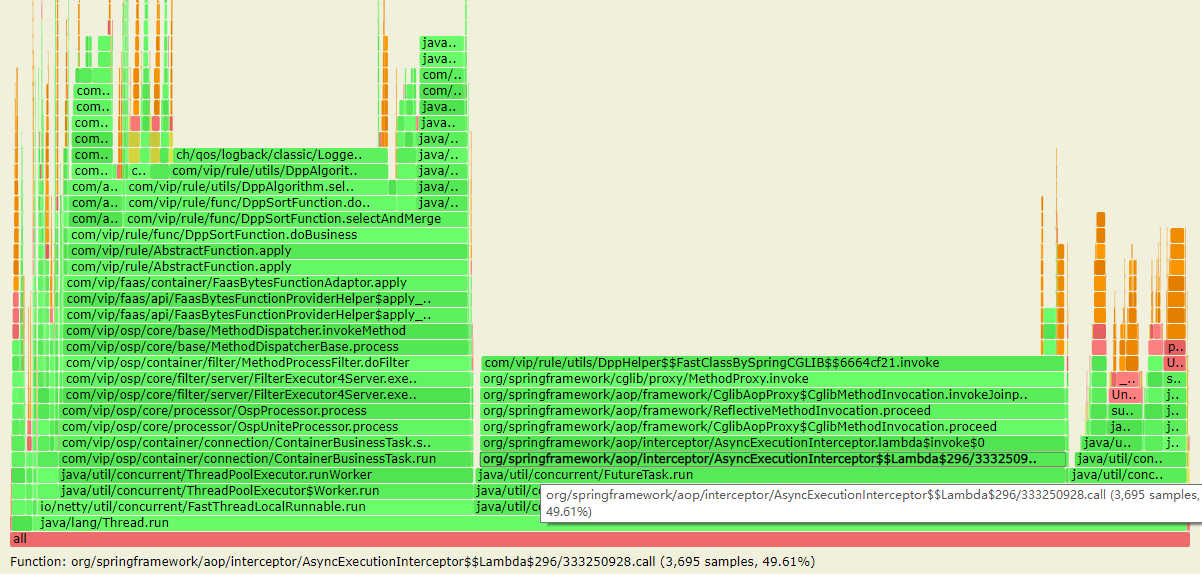 java..
java..
com/..
com.. com/..
com.. java..
com.. java..
com.. java/..
com.. ch/qos/logback/classic/Logge.. java/..
com.. c.. com/vip/rule/utils/DppAlgorit.. java/..
com/a.. com/vip/rule/utils/DppAlgorithm.sel.. java/..
com/a.. com/vip/rule/func/DppSortFunction.do.. java/..
com/a.. com/vip/rule/func/DppSortFunction.selectAndMerge
com/vip/rule/func/DppSortFunction.doBusiness
com/vip/rule/AbstractFunction.apply
com/vip/rule/AbstractFunction.apply
com/vip/faas/container/FaasBytesFunctionAdaptor.apply
com/vip/faas/api/FaasBytesFunctionProviderHelper$apply_..
com/vip/faas/api/FaasBytesFunctionProviderHelper$apply_..
com/vip/osp/core/base/MethodDispatcher.invokeMethod
com/vip/osp/core/base/MethodDispatcherBase.process p..
com/vip/osp/container/filter/MethodProcessFilter.doFilter com/vip/rule/utils/DppHelper$$FastClassBySpringCGLIB$$6664cf21.invoke U..
com/vip/osp/core/filter/server/FilterExecutor4Server.exe.. org/springframework/cglib/proxy/MethodProxy.invoke _.. s..
com/vip/osp/core/filter/server/FilterExecutor4Server.exe.. org/springframework/aop/framework/CglibAopProxy$CglibMethodInvocation.invokeJoinp.. Un.. j..
com/vip/osp/core/processor/OspProcessor.process org/springframework/aop/framework/ReflectiveMethodInvocation.proceed su.. j..
com/vip/osp/core/processor/OspUniteProcessor.process org/springframework/aop/framework/CglibAopProxy$CglibMethodInvocation.proceed ja.. j..
com/vip/osp/container/connection/ContainerBusinessTask.s.. org/springframework/aop/interceptor/AsyncExecutionInterceptor.lambda$invoke$0 java/u.. j..
com/vip/osp/container/connection/ContainerBusinessTask.run org/springframework/aop/interceptor/AsyncExecutionInterceptor$$Lambda$296/3332509.. java/util/con..
java/util/concurrent/ThreadPoolExecutor.runWorker java/util/concurrent/FutureTask.run java/util/conc..
java/util/concurrent/ThreadPoolExecutor$Worker.run java/util/co
io/netty/util/concurrent/FastThreadLocalRunnable.run java/util/co
org/springframework/aop/interceptor/AsyncExecutionInterceptor$$Lambda$296/333250928.call (3,695 samples,
49.61%)
java/lang/Thread.run
all
Function: org/springframework/aop/interceptor/AsyncExecutionInterceptor$$Lambda$296/333250928.call (3,695 samples, 49.61%)